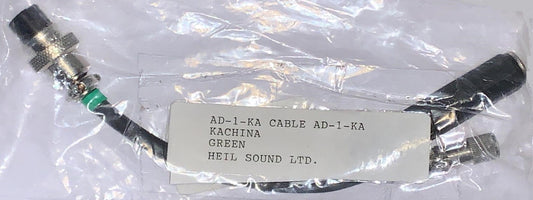 AD-1-KA CABLE AD-1-KA
KACHINA
GREEN
HEIL SOUND LTD.